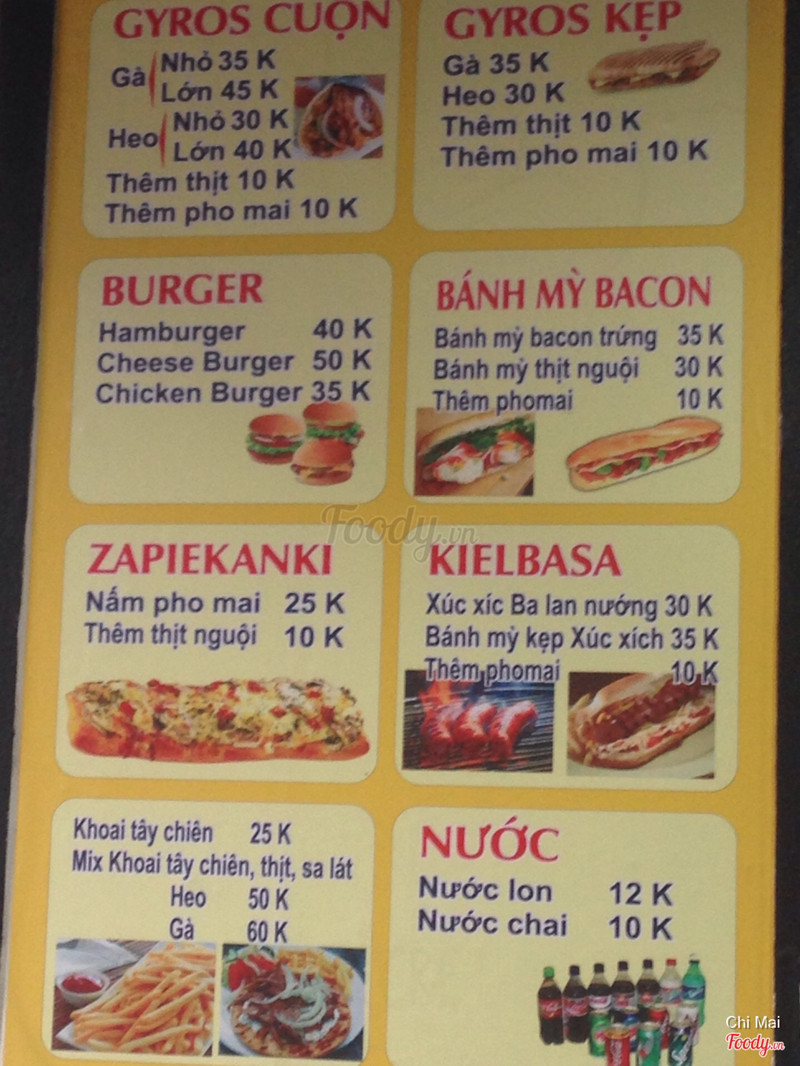 GYROS CUỘN
Gà Nhỏ 35 K
Lớn 45 K
Heo Nhỏ 30 K
Lớn 40 K
Thêm thịt 10 K
Thêm pho mai 10 K
GYROS KẸP
Gà 35 K
Heo 30 K
Thêm thịt 10 K
Thêm pho mai 10 K
BURGER
Hamburger 40 K
Cheese Burger 50 K
Chicken Burger 35 K
BÁNH MỲ BACON
Bánh mỳ bacon trứng 35 K
Bánh mỳ thịt nguội 30 K
Thêm phomai 10 K
Foody.vn
ZAPIEKANKI
Nấm pho mai 25 K
Thêm thịt nguội 10 K
KIELBASA
Xúc xíc Ba lan nướng 30 K
Bánh mỳ kẹp Xúc xích 35 K
Thêm phomai 10 K
Khoai tây chiên 25 K
Mix Khoai tây chiên, thịt, sa lát
Heo 50 K
Gà 60 K
NƯỚC
Nước lon 12 K
Nước chai 10 K
Chi Mai
Foody.vn